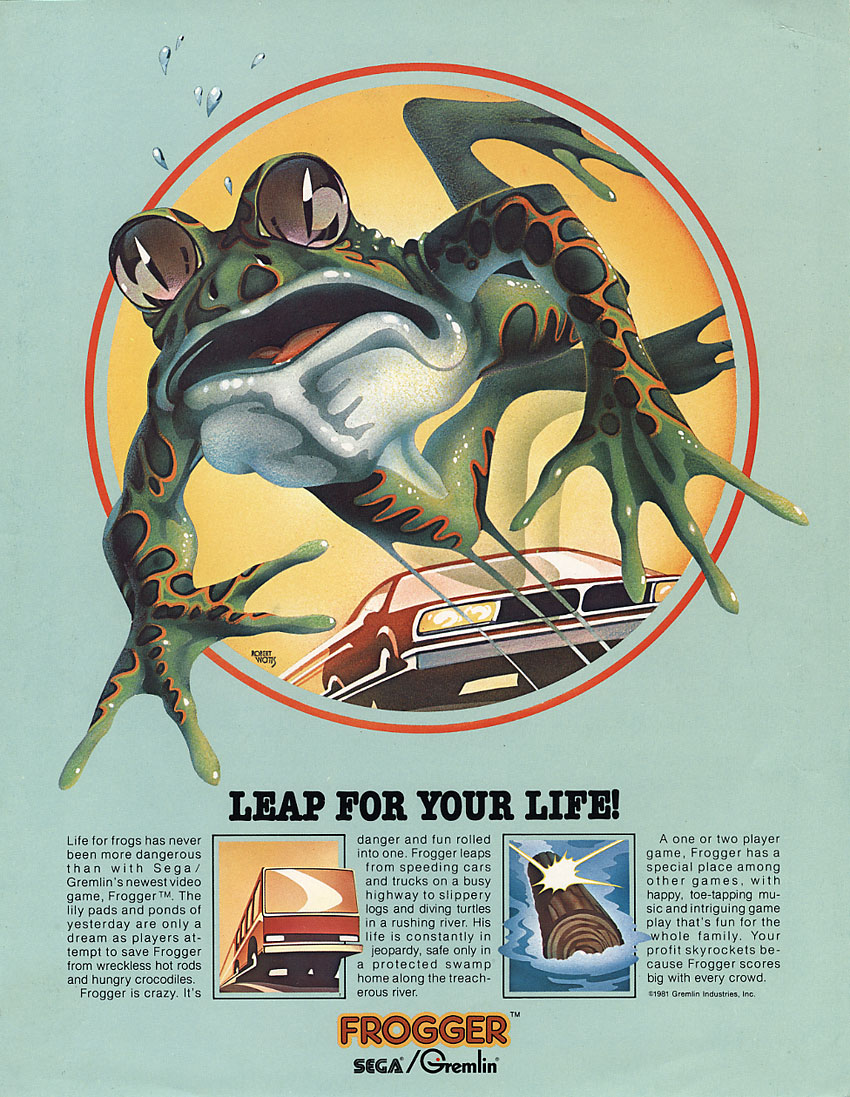 ROBERT
WOTTS
LEAP FOR YOUR LIFE!
Life for frogs has never
been more dangerous
than with Sega/
Gremlin's newest video
game, Frogger™. The
lily pads and ponds of
yesterday are only a
dream as players at-
tempt to save Frogger
from wreckless hot rods
and hungry crocodiles.
Frogger is crazy. It's
danger and fun rolled
into one. Frogger leaps
from speeding cars
and trucks on a busy
highway to slippery
logs and diving turtles
in a rushing river. His
life is constantly in
jeopardy, safe only in
a protected swamp
home along the treach-
erous river.
A one or two player
game, Frogger has a
special place among
other games, with
happy, toe-tapping mu-
sic and intriguing game
play that's fun for the
whole family. Your
profit skyrockets be-
cause Frogger scores
big with every crowd.
©1981 Gremlin Industries, Inc.
FROGGER™
SEGA®/Gremlin®